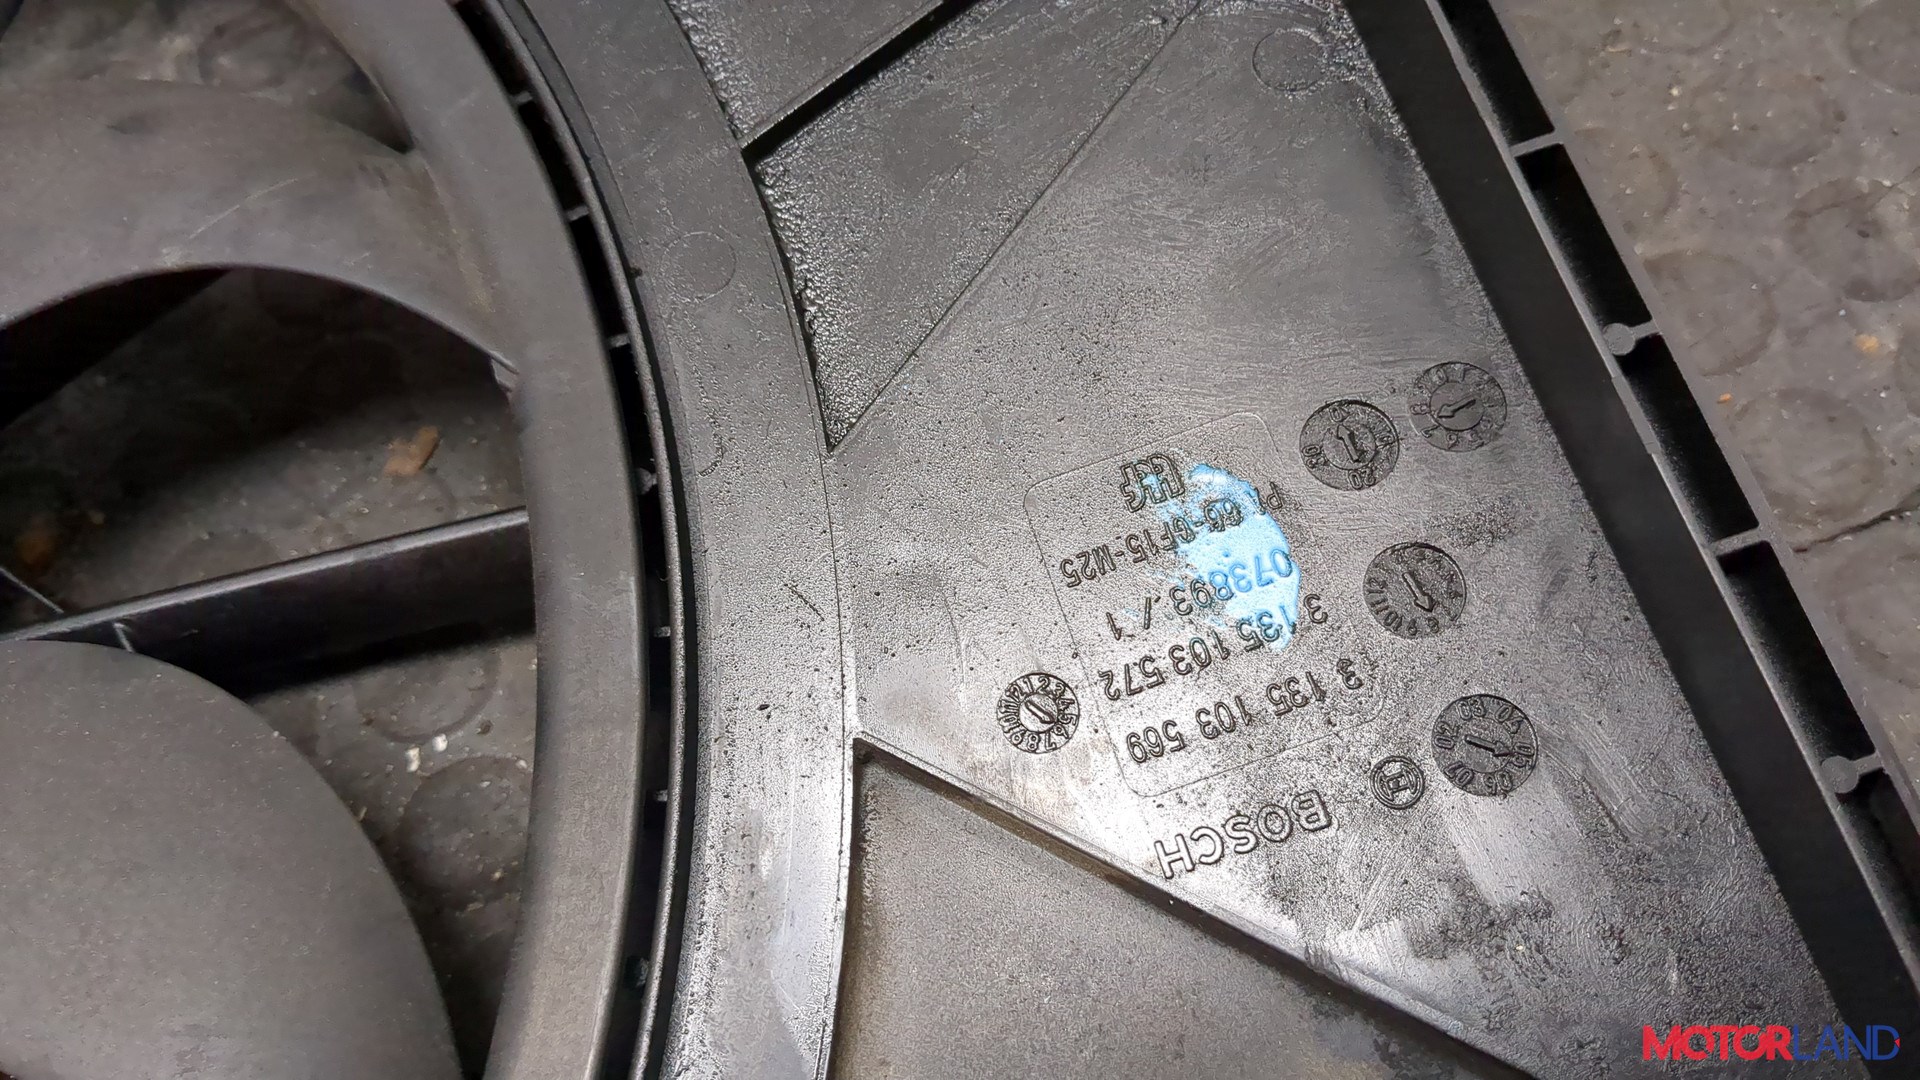 BOSCH
3 135 103 569
3 135 103 572
073893 / 1
PA 66-GF15-M25
MOTORLAND